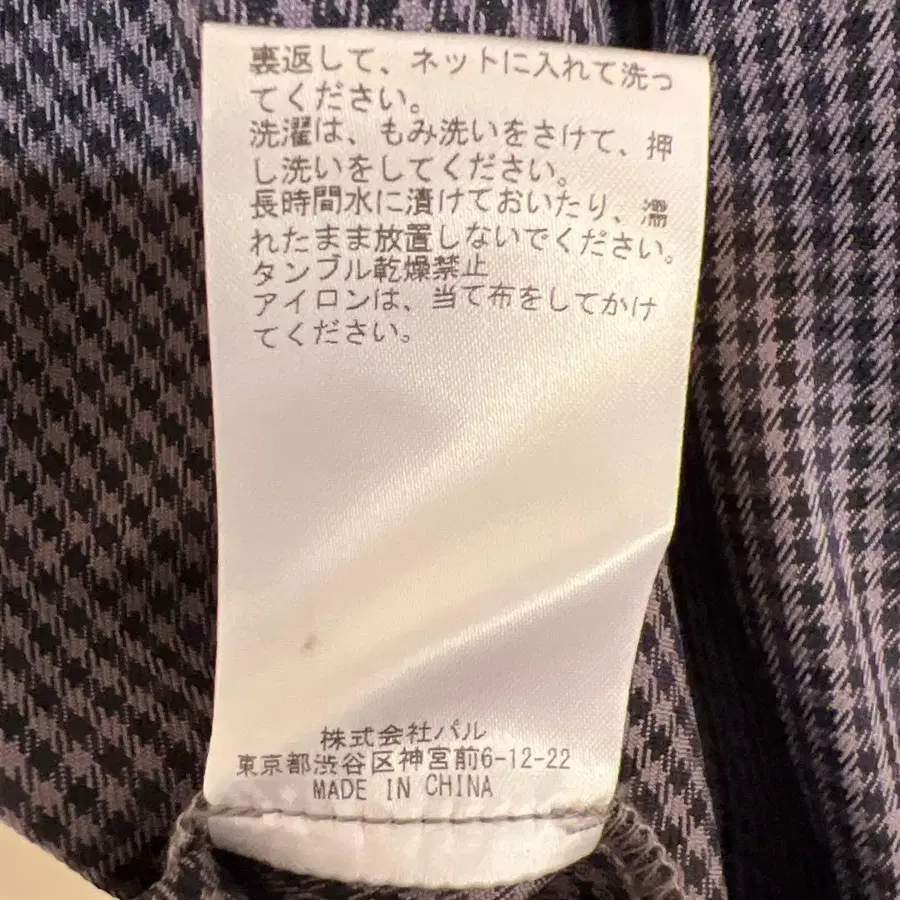 裏返して、ネットに入れて洗っ
てください。
洗濯は、もみ洗いをさけて、押
し洗いをしてください。
長時間水に漬けておいたり、濡
れたまま放置しないでください。
タンブル乾燥禁止
アイロンは、当て布をしてかけ
てください。
株式会社パル
東京都渋谷区神宮前6-12-22
MADE IN CHINA